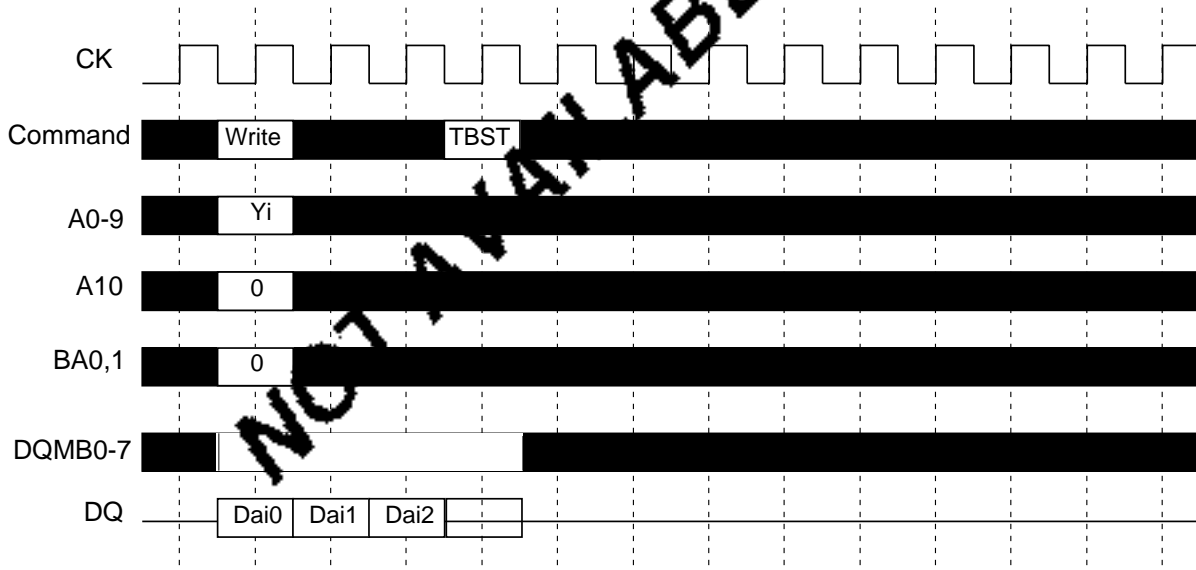 CK
Command Write TBST
A0-9 Yi
A10 0
BA0,1 0
DQMB0-7
DQ Dai0 Dai1 Dai2